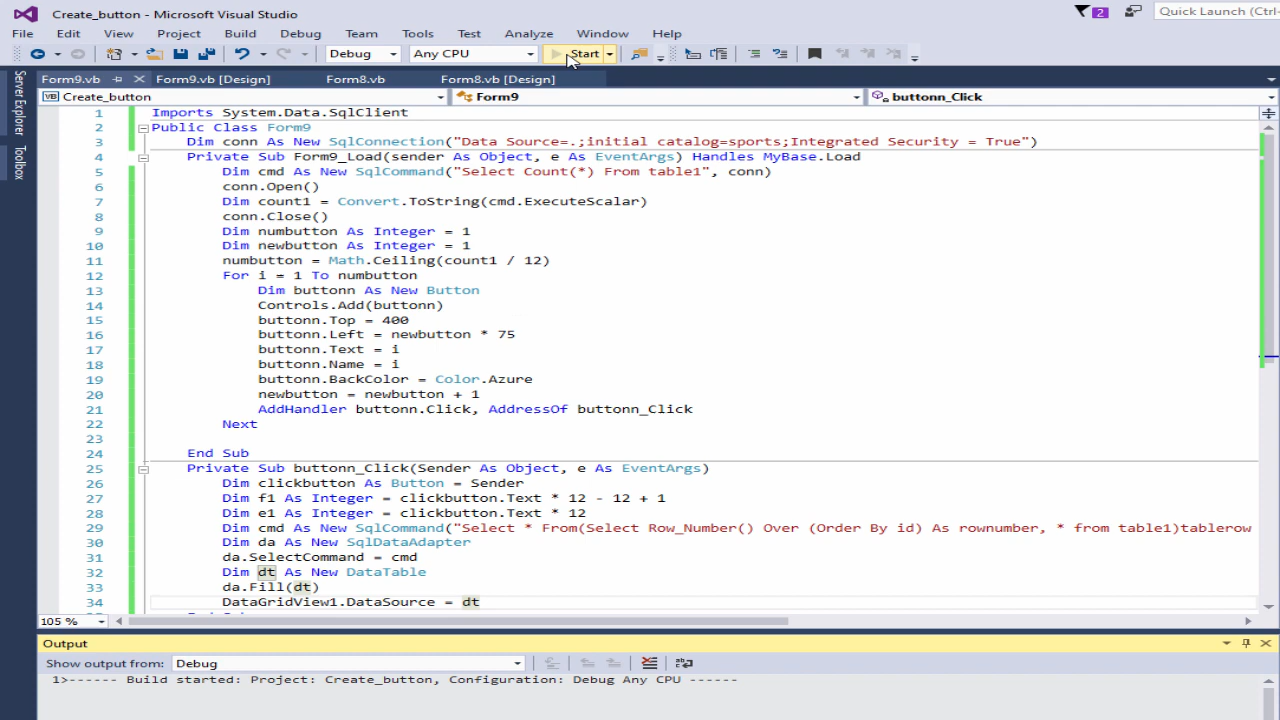 Create_button - Microsoft Visual Studio
2
Quick Launch (Ctrl-
File Edit View Project Build Debug Team Tools Test Analyze Window Help
Debug Any CPU Start
Form9.vb Form9.vb [Design] Form8.vb Form8.vb [Design]
VB Create_button Form9 buttonn_Click
Server Explorer
Toolbox
1 Imports System.Data.SqlClient
2 Public Class Form9
3 Dim conn As New SqlConnection("Data Source=.;initial catalog=sports;Integrated Security = True")
4 Private Sub Form9_Load(sender As Object, e As EventArgs) Handles MyBase.Load
5 Dim cmd As New SqlCommand("Select Count(*) From table1", conn)
6 conn.Open()
7 Dim count1 = Convert.ToString(cmd.ExecuteScalar)
8 conn.Close()
9 Dim numbutton As Integer = 1
10 Dim newbutton As Integer = 1
11 numbutton = Math.Ceiling(count1 / 12)
12 For i = 1 To numbutton
13 Dim buttonn As New Button
14 Controls.Add(buttonn)
15 buttonn.Top = 400
16 buttonn.Left = newbutton * 75
17 buttonn.Text = i
18 buttonn.Name = i
19 buttonn.BackColor = Color.Azure
20 newbutton = newbutton + 1
21 AddHandler buttonn.Click, AddressOf buttonn_Click
22 Next
23
24 End Sub
25 Private Sub buttonn_Click(Sender As Object, e As EventArgs)
26 Dim clickbutton As Button = Sender
27 Dim f1 As Integer = clickbutton.Text * 12 - 12 + 1
28 Dim e1 As Integer = clickbutton.Text * 12
29 Dim cmd As New SqlCommand("Select * From(Select Row_Number() Over (Order By id) As rownumber, * from table1)tablerow
30 Dim da As New SqlDataAdapter
31 da.SelectCommand = cmd
32 Dim dt As New DataTable
33 da.Fill(dt)
34 DataGridView1.DataSource = dt
105 %
Output
Show output from: Debug
1>------ Build started: Project: Create_button, Configuration: Debug Any CPU ------